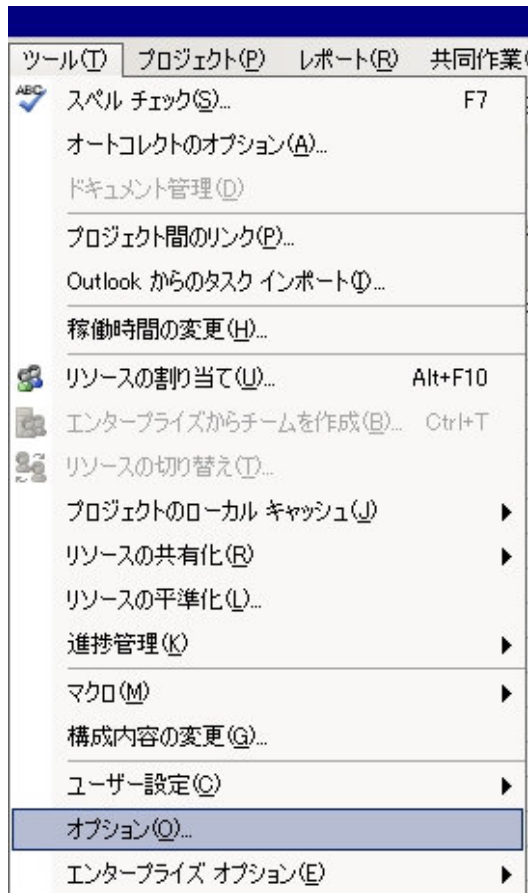 ツール(T) プロジェクト(P) レポート(R) 共同作業(
ABC スペル チェック(S)... F7
オートコレクトのオプション(A)...
ドキュメント管理(D)
プロジェクト間のリンク(P)...
Outlook からのタスク インポート(I)...
稼働時間の変更(H)...
リソースの割り当て(U)... Alt+F10
エンタープライズからチームを作成(B)... Ctrl+T
リソースの切り替え(T)...
プロジェクトのローカル キャッシュ(J)
リソースの共有化(R)
リソースの平準化(L)...
進捗管理(K)
マクロ(M)
構成内容の変更(G)...
ユーザー設定(C)
オプション(O)...
エンタープライズ オプション(E)